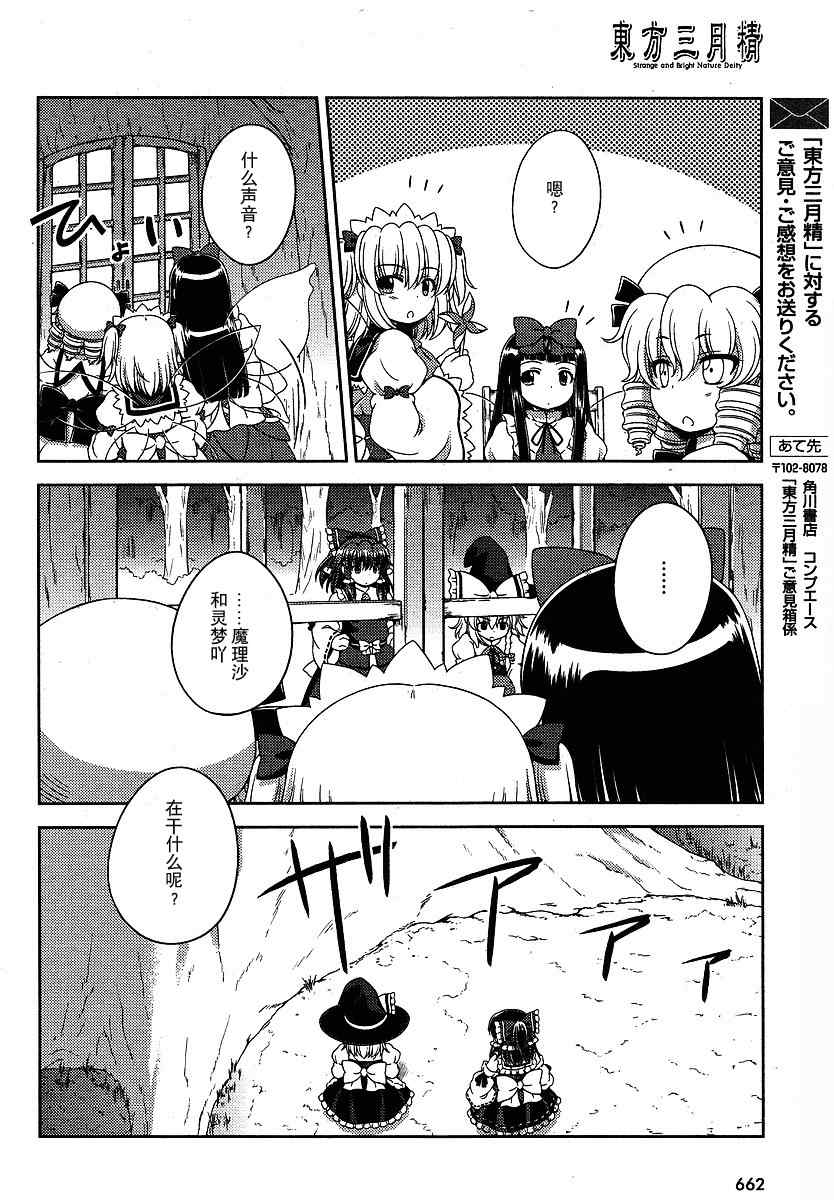 東方三月精
Strange and Bright Nature Deity
嗯？
什么声音？
ひょい
……
……魔理沙
和灵梦吖
ザアアアア
在干什么呢？
「東方三月精」に対する
ご意見・ご感想をお送りください。
あて先
〒102-8078
角川書店　コンプエース
「東方三月精」ご意見箱係
662